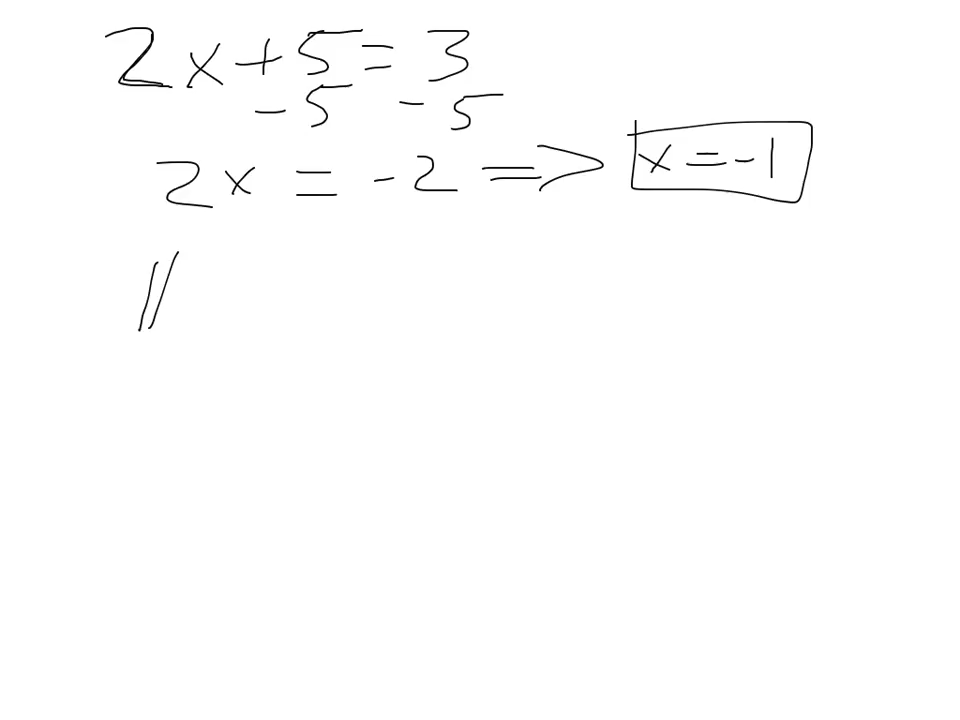 2x+5=3
-5 -5
2x = -2 => x=-1
//